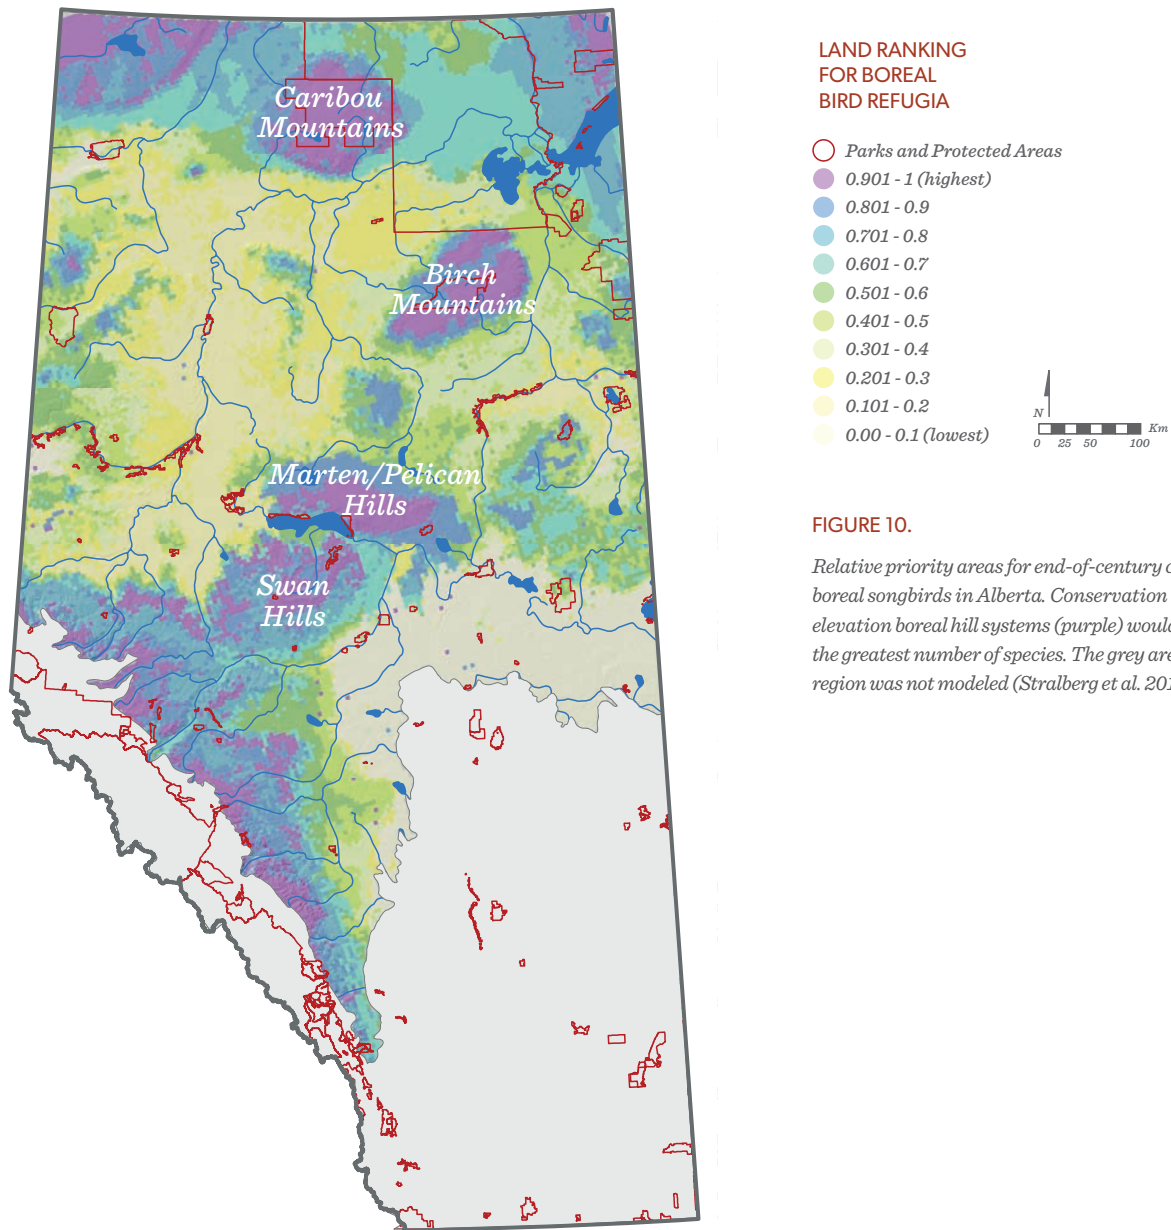 Caribou
Mountains
Birch
Mountains
Marten/Pelican
Hills
Swan
Hills
LAND RANKING
FOR BOREAL
BIRD REFUGIA
Parks and Protected Areas
0.901 - 1 (highest)
0.801 - 0.9
0.701 - 0.8
0.601 - 0.7
0.501 - 0.6
0.401 - 0.5
0.301 - 0.4
0.201 - 0.3
0.101 - 0.2
0.00 - 0.1 (lowest)
N
Km
0 25 50 100
FIGURE 10.
Relative priority areas for end-of-century
boreal songbirds in Alberta. Conservation
elevation boreal hill systems (purple) would
the greatest number of species. The grey
region was not modeled (Stralberg et al.